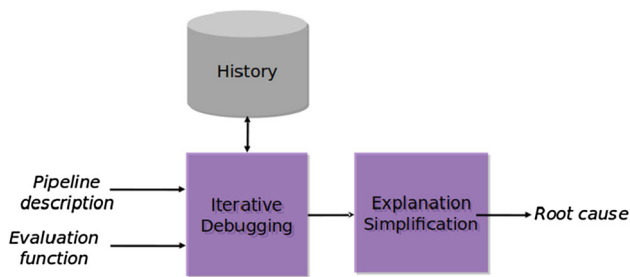 History
Pipeline
description
Evaluation
function
Iterative
Debugging
Explanation
Simplification
Root cause